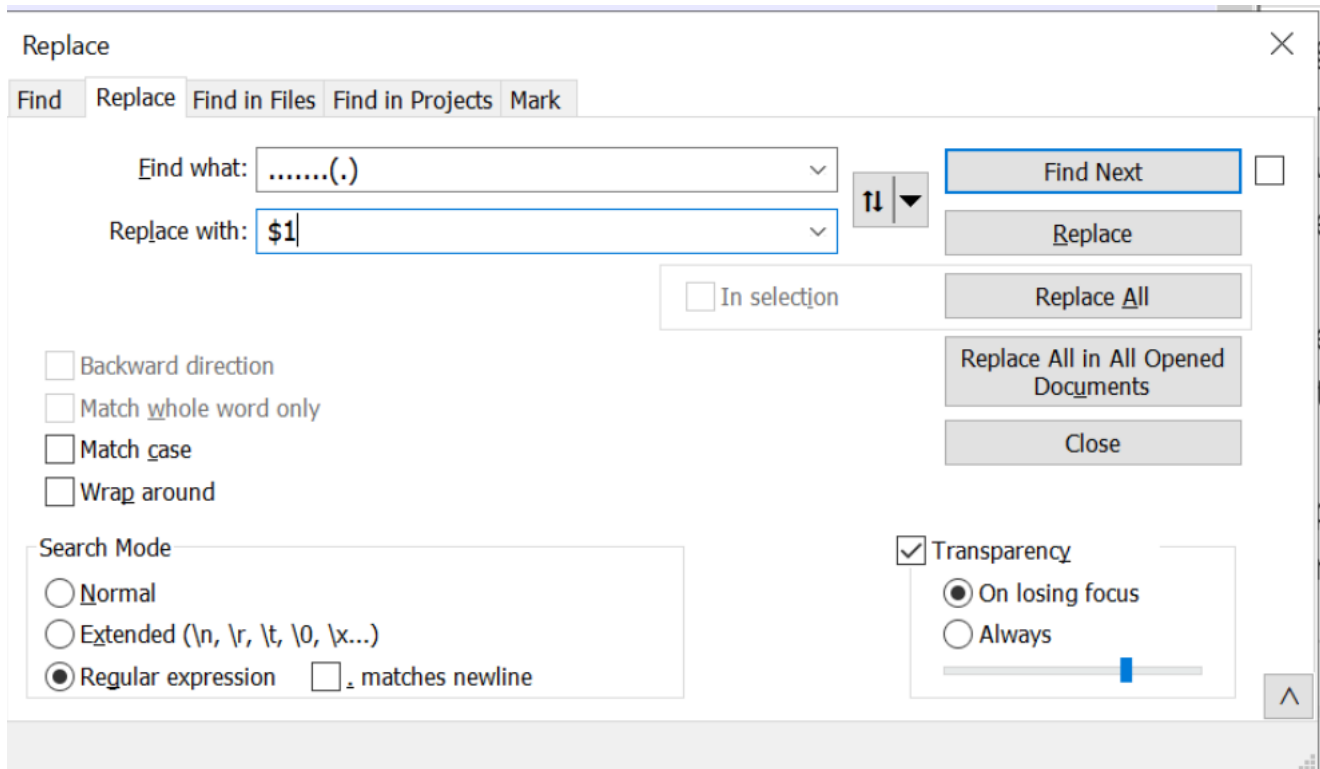 Replace
Find Replace Find in Files Find in Projects Mark
Find what: .......(.) Find Next
Replace with: $1 Replace
In selection Replace All
Backward direction Replace All in All Opened Documents
Match whole word only
Match case Close
Wrap around
Search Mode Transparency
Normal On losing focus
Extended (\n, \r, \t, \0, \x...) Always
Regular expression . matches newline